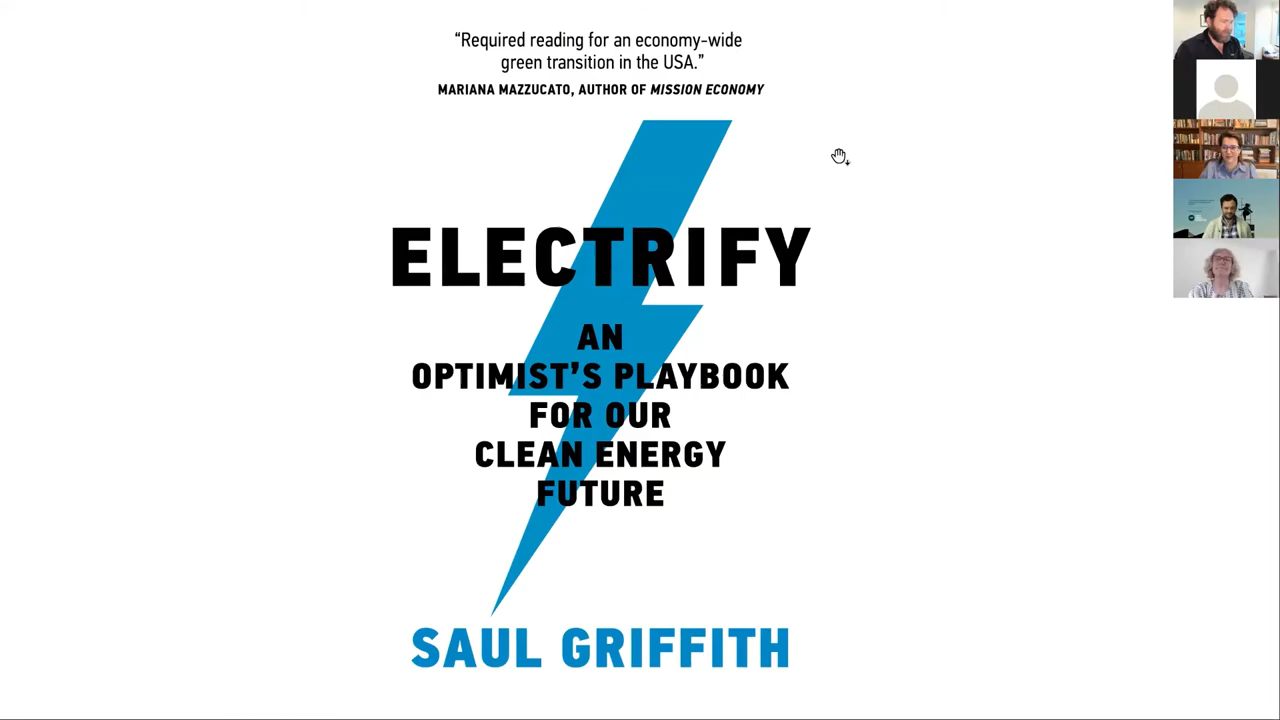 “Required reading for an economy-wide
green transition in the USA.”
MARIANA MAZZUCATO, AUTHOR OF MISSION ECONOMY
ELECTRIFY
AN
OPTIMIST’S PLAYBOOK
FOR OUR
CLEAN ENERGY
FUTURE
SAUL GRIFFITH